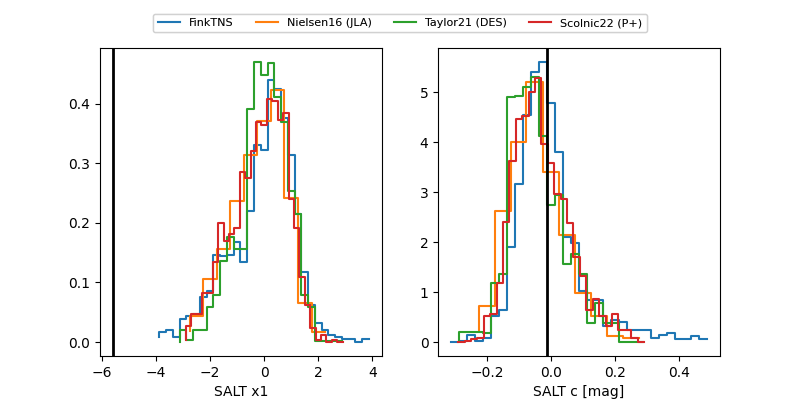 FinkTNS Nielsen16 (JLA) Taylor21 (DES) Scolnic22 (P+)
0.4
0.3
0.2
0.1
0.0
−6 −4 −2 0 2 4
SALT x1
5
4
3
2
1
0
−0.2 0.0 0.2 0.4
SALT c [mag]